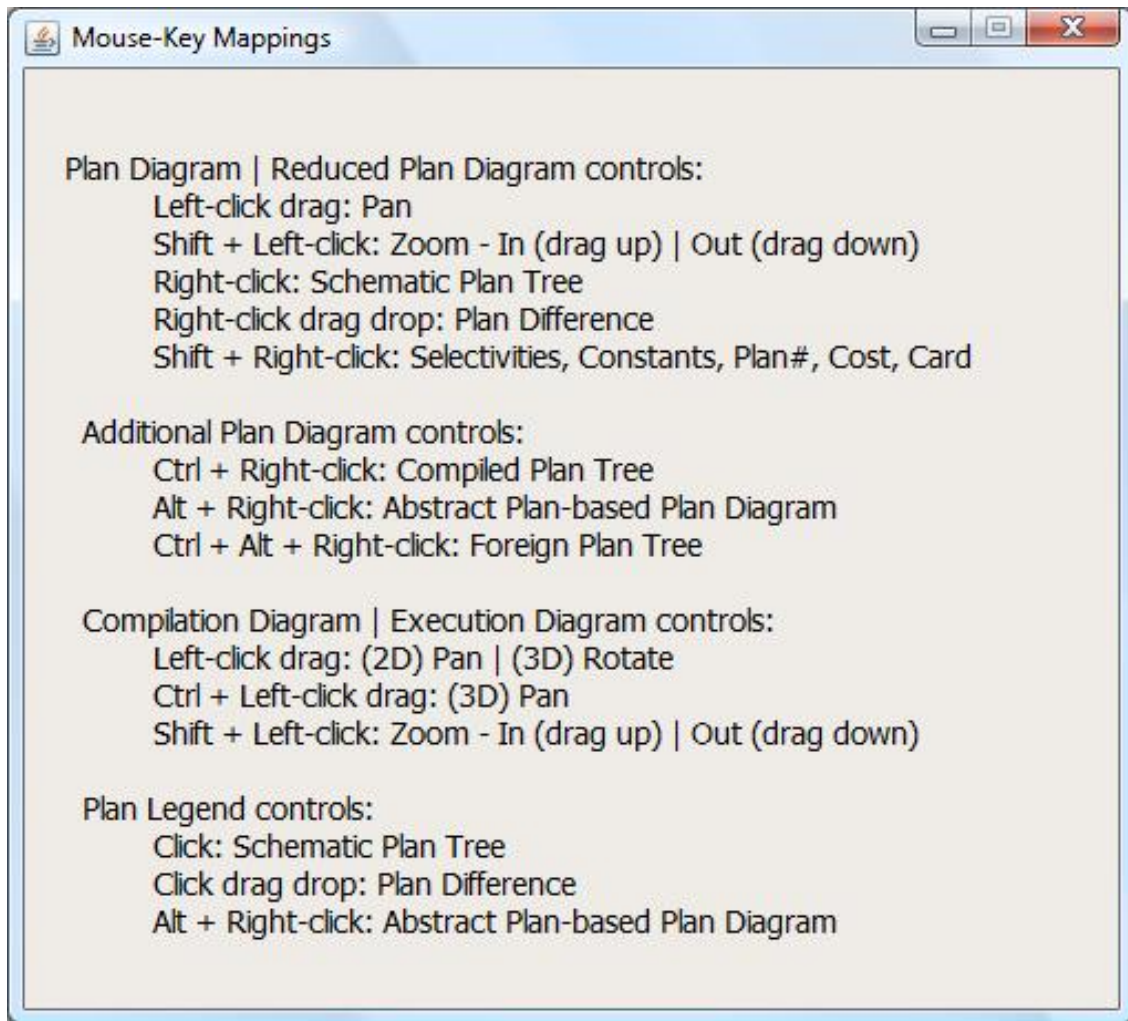 Mouse-Key Mappings
Plan Diagram | Reduced Plan Diagram controls:
Left-click drag: Pan
Shift + Left-click: Zoom - In (drag up) | Out (drag down)
Right-click: Schematic Plan Tree
Right-click drag drop: Plan Difference
Shift + Right-click: Selectivities, Constants, Plan#, Cost, Card
Additional Plan Diagram controls:
Ctrl + Right-click: Compiled Plan Tree
Alt + Right-click: Abstract Plan-based Plan Diagram
Ctrl + Alt + Right-click: Foreign Plan Tree
Compilation Diagram | Execution Diagram controls:
Left-click drag: (2D) Pan | (3D) Rotate
Ctrl + Left-click drag: (3D) Pan
Shift + Left-click: Zoom - In (drag up) | Out (drag down)
Plan Legend controls:
Click: Schematic Plan Tree
Click drag drop: Plan Difference
Alt + Right-click: Abstract Plan-based Plan Diagram